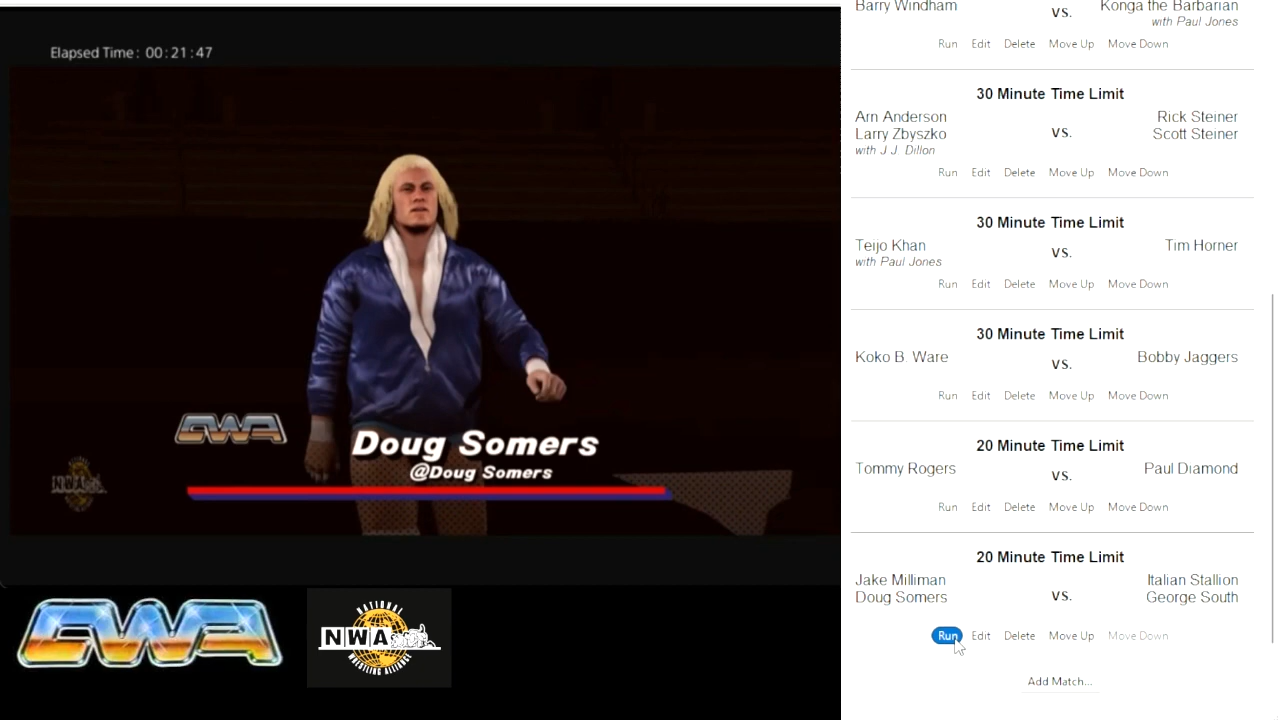 Elapsed Time: 00:21:47
GWA
Doug Somers
@Doug Somers
NWA
GWA
NATIONAL
NWA
WRESTLING ALLIANCE
Barry Windham
VS.
Konga the Barbarian
with Paul Jones
Run Edit Delete Move Up Move Down
30 Minute Time Limit
Arn Anderson
Larry Zbyszko
with J.J. Dillon
VS.
Rick Steiner
Scott Steiner
Run Edit Delete Move Up Move Down
30 Minute Time Limit
Teijo Khan
with Paul Jones
VS.
Tim Horner
Run Edit Delete Move Up Move Down
30 Minute Time Limit
Koko B. Ware
VS.
Bobby Jaggers
Run Edit Delete Move Up Move Down
20 Minute Time Limit
Tommy Rogers
VS.
Paul Diamond
Run Edit Delete Move Up Move Down
20 Minute Time Limit
Jake Milliman
Doug Somers
VS.
Italian Stallion
George South
Run Edit Delete Move Up Move Down
Add Match...